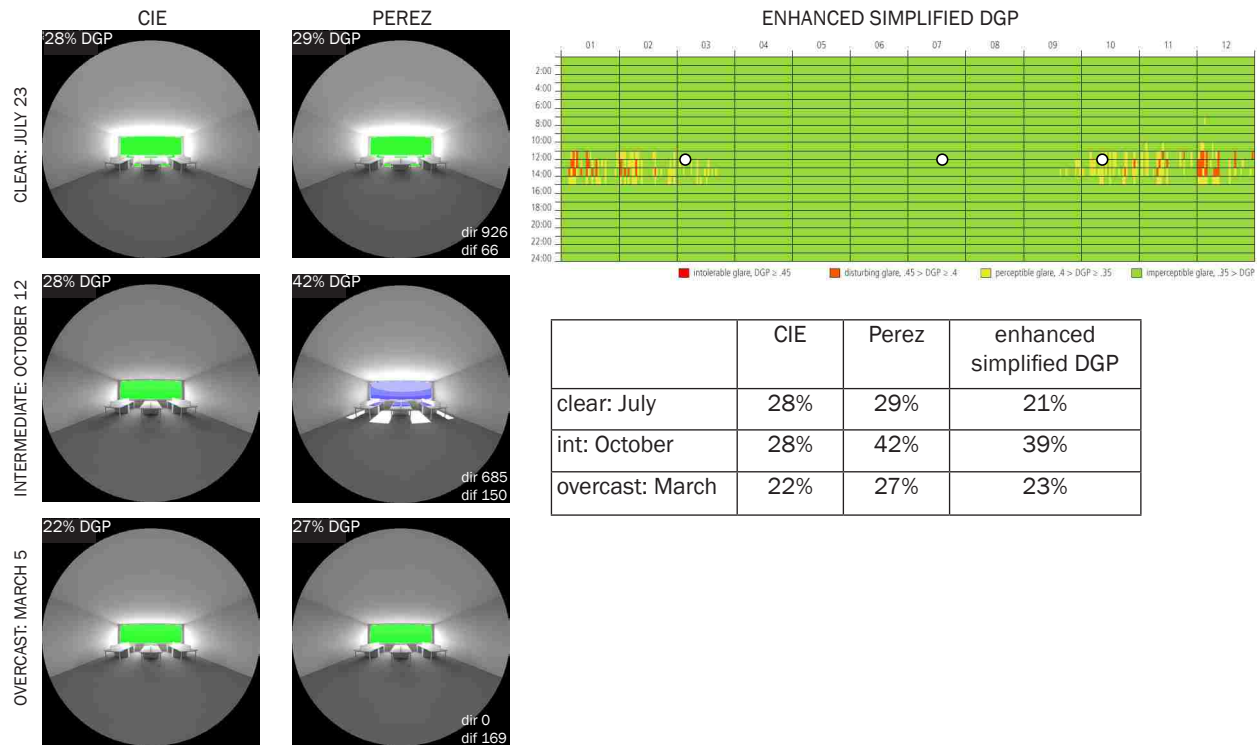 CIE
PEREZ
CLEAR: JULY 23
28% DGP
29% DGP
dir 926
dif 66
INTERMEDIATE: OCTOBER 12
28% DGP
42% DGP
dir 685
dif 150
OVERCAST: MARCH 5
22% DGP
27% DGP
dir 0
dif 169
ENHANCED SIMPLIFIED DGP
01 02 03 04 05 06 07 08 09 10 11 12
2:00
4:00
6:00
8:00
10:00
12:00
14:00
16:00
18:00
20:00
22:00
24:00
intolerable glare, DGP ≥ .45 disturbing glare, .45 > DGP ≥ .4 perceptible glare, .4 > DGP ≥ .35 imperceptible glare, .35 > DGP
CIE Perez enhanced
simplified DGP
clear: July 28% 29% 21%
int: October 28% 42% 39%
overcast: March 22% 27% 23%